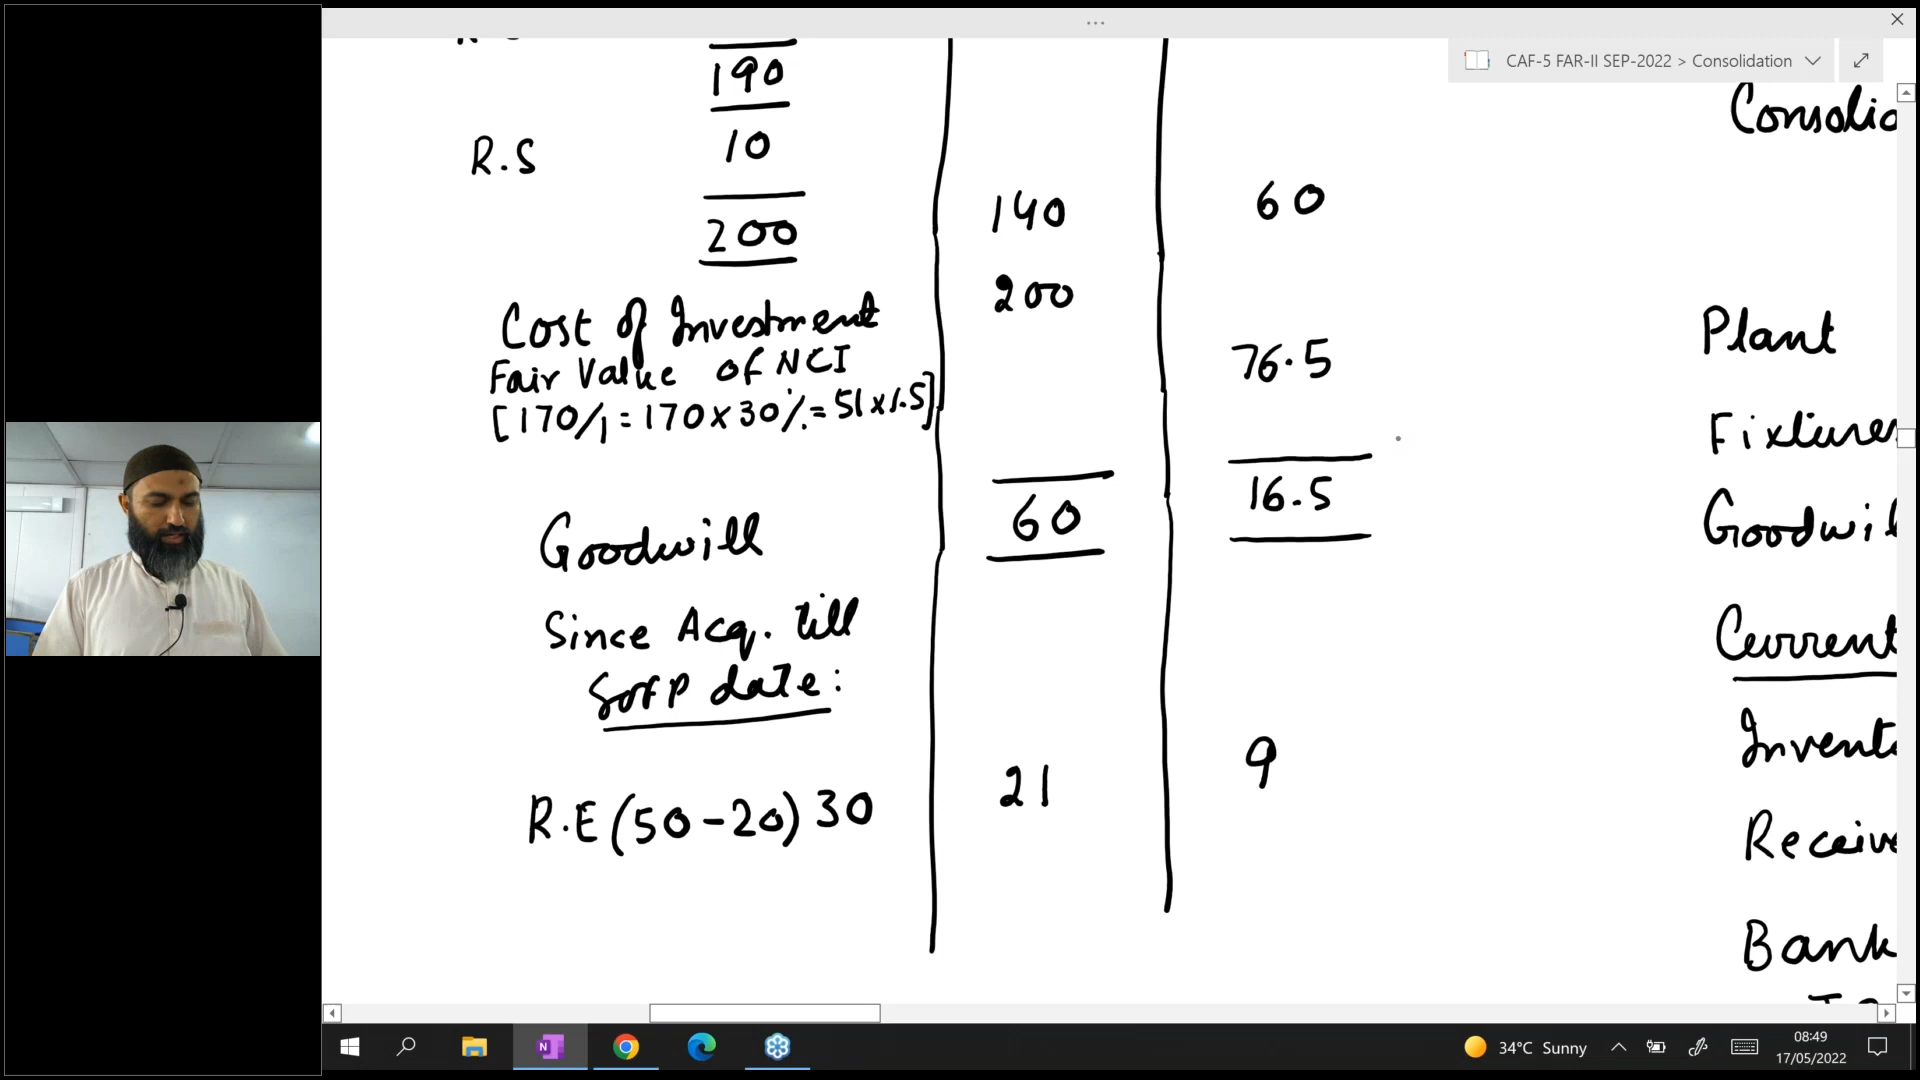 CAF-5 FAR-II SEP-2022 > Consolidation
190
R.S 10
200 140 60
Cost of Investment 200
Fair Value of NCI 76.5
[170/1 = 170 x 30% = 51 x 1.5]
Goodwill 60 16.5
Since Acq. till
SOFP date:
R.E (50-20) 30 21 9
Consolid
Plant
Fixtures
Goodwil
Current
Invento
Receive
Bank
34°C Sunny
08:49
17/05/2022